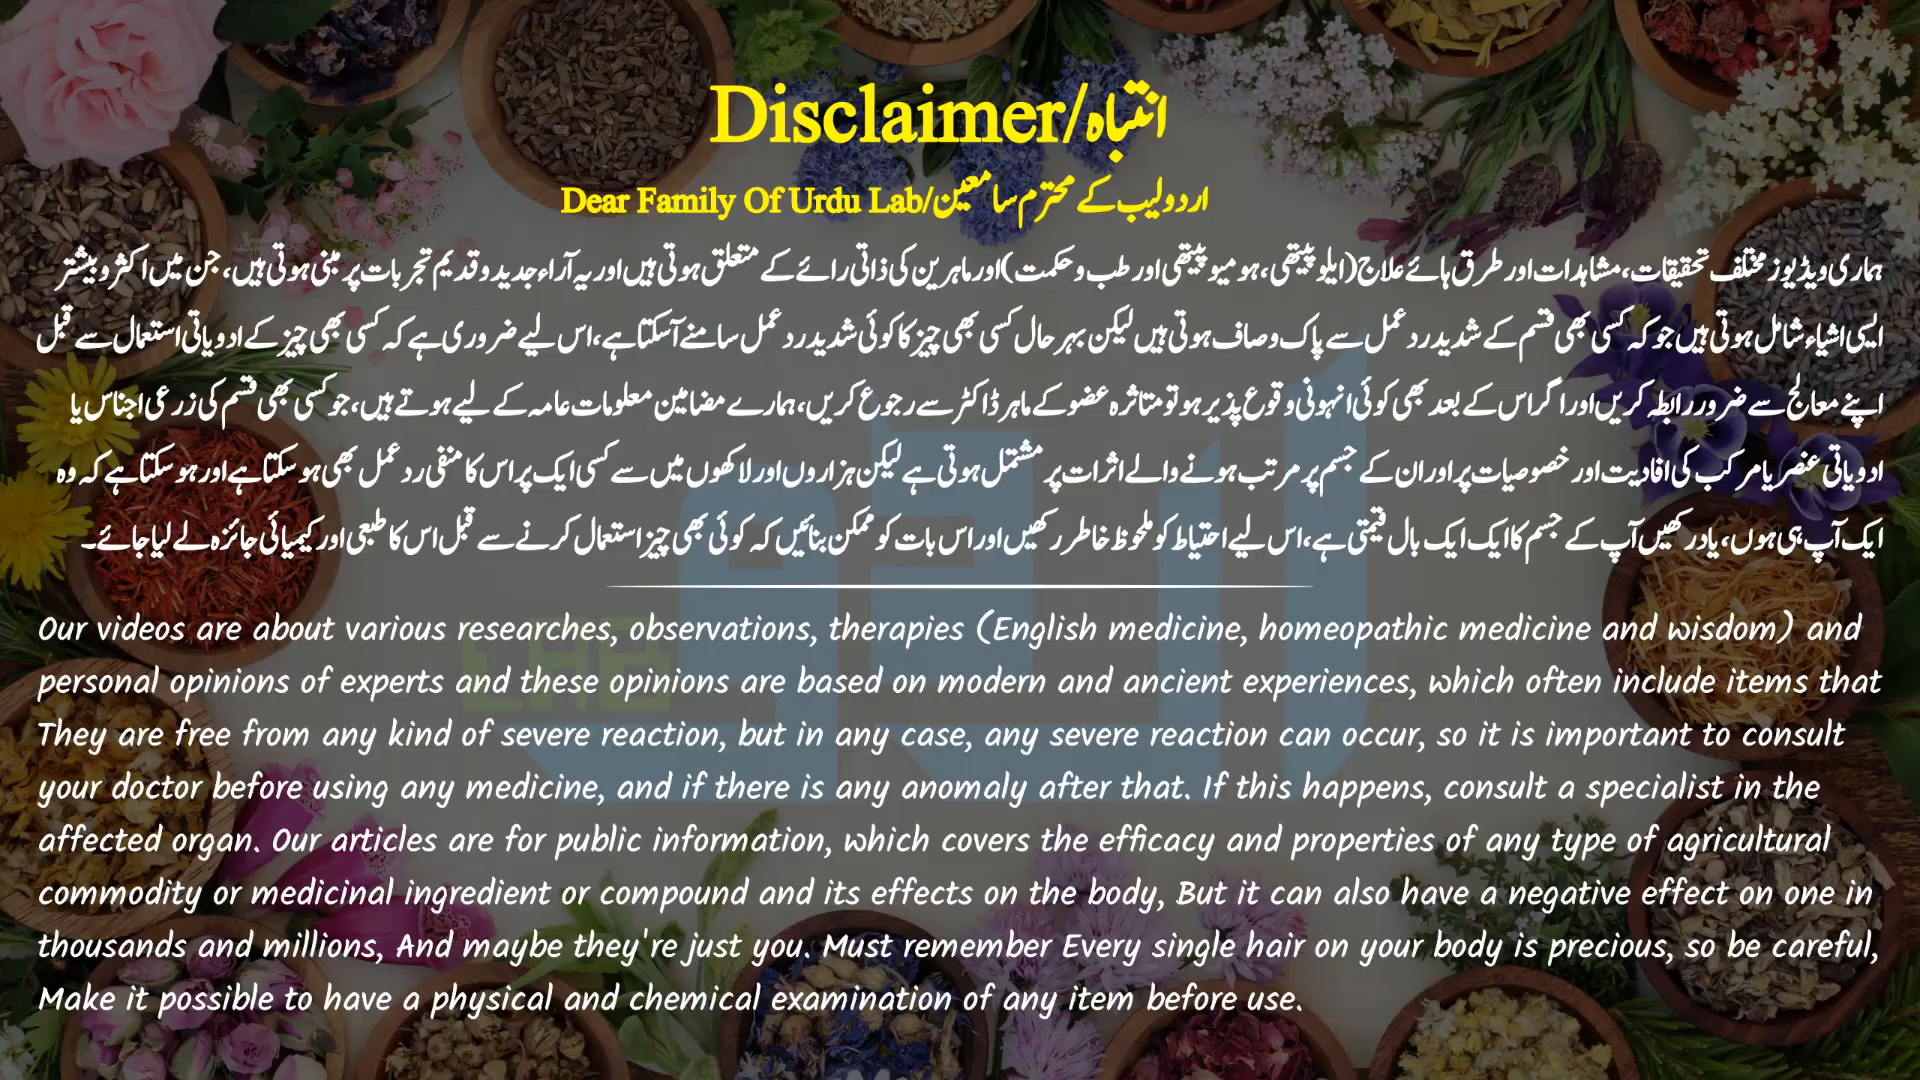 Disclaimer/انتباہ
Dear Family Of Urdu Lab/اردو لیب کے محترم سامعین
ہماری ویڈیوز مختلف تحقیقات، مشاہدات اور طرق ہائے علاج (ایلو پیتھی، ہومیو پیتھی اور طب و حکمت) اور ماہرین کی ذاتی رائے کے متعلق ہوتی ہیں اور یہ آراء جدید و قدیم تجربات پر مبنی ہوتی ہیں، جن میں اکثر و بیشتر
ایسی اشیاء شامل ہوتی ہیں جو کہ کسی بھی قسم کے شدید رد عمل سے پاک و صاف ہوتی ہیں لیکن بہر حال کسی بھی چیز کا کوئی شدید رد عمل سامنے آ سکتا ہے، اس لیے ضروری ہے کہ کسی بھی چیز کے ادویاتی استعمال سے قبل
اپنے معالج سے ضرور رابطہ کریں اور اگر اس کے بعد بھی کوئی انہونی وقوع پذیر ہو تو متاثرہ عضو کے ماہر ڈاکٹر سے رجوع کریں، ہمارے مضامین معلومات عامہ کے لیے ہوتے ہیں، جو کسی بھی قسم کی زرعی اجناس یا
ادویاتی عنصر یا مرکب کی افادیت اور خصوصیات پر اور ان کے جسم پر مرتب ہونے والے اثرات پر مشتمل ہوتی ہے لیکن ہزاروں اور لاکھوں میں سے کسی ایک پر اس کا منفی رد عمل بھی ہو سکتا ہے اور ہو سکتا ہے کہ وہ
ایک آپ ہی ہوں، یاد رکھیں آپ کے جسم کا ایک ایک بال قیمتی ہے، اس لیے احتیاط کو ملحوظ خاطر رکھیں اور اس بات کو ممکن بنائیں کہ کوئی بھی چیز استعمال کرنے سے قبل اس کا طبعی اور کیمیائی جائزہ لے لیا جائے۔
Our videos are about various researches, observations, therapies (English medicine, homeopathic medicine and wisdom) and
personal opinions of experts and these opinions are based on modern and ancient experiences, which often include items that
They are free from any kind of severe reaction, but in any case, any severe reaction can occur, so it is important to consult
your doctor before using any medicine, and if there is any anomaly after that. If this happens, consult a specialist in the
affected organ. Our articles are for public information, which covers the efficacy and properties of any type of agricultural
commodity or medicinal ingredient or compound and its effects on the body, But it can also have a negative effect on one in
thousands and millions, And maybe they're just you. Must remember Every single hair on your body is precious, so be careful,
Make it possible to have a physical and chemical examination of any item before use.
اردو
LAB